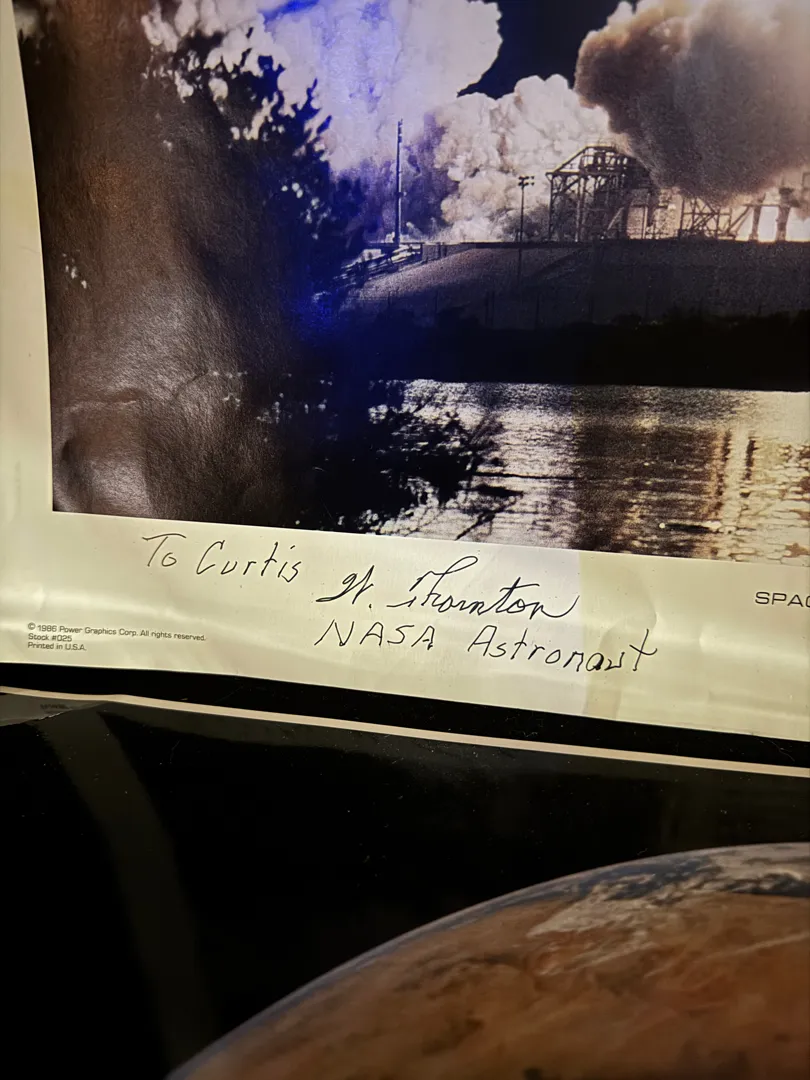 To Curtis
W. Thornton
NASA Astronaut
SPAC
© 1986 Power Graphics Corp. All rights reserved.
Stock #025
Printed in U.S.A.